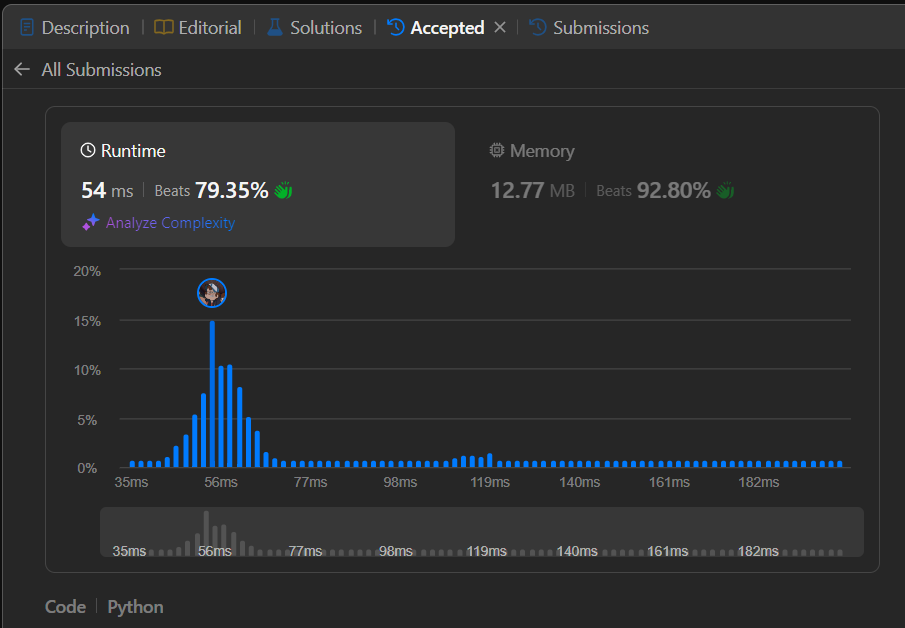 Description | Editorial | Solutions | Accepted × | Submissions
← All Submissions
Runtime
54 ms | Beats 79.35%
Analyze Complexity
Memory
12.77 MB | Beats 92.80%
20%
15%
10%
5%
0%
35ms 56ms 77ms 98ms 119ms 140ms 161ms 182ms
35ms 56ms 77ms 98ms 119ms 140ms 161ms 182ms
Code | Python